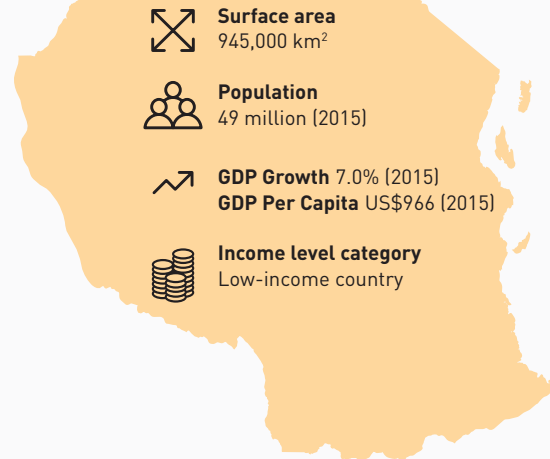 Surface area
945,000 km²
Population
49 million (2015)
GDP Growth 7.0% (2015)
GDP Per Capita US$966 (2015)
Income level category
Low-income country